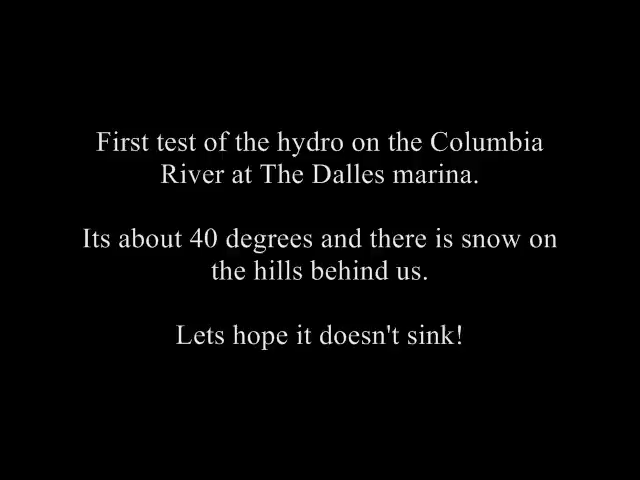 First test of the hydro on the Columbia
River at The Dalles marina.
Its about 40 degrees and there is snow on
the hills behind us.
Lets hope it doesn't sink!